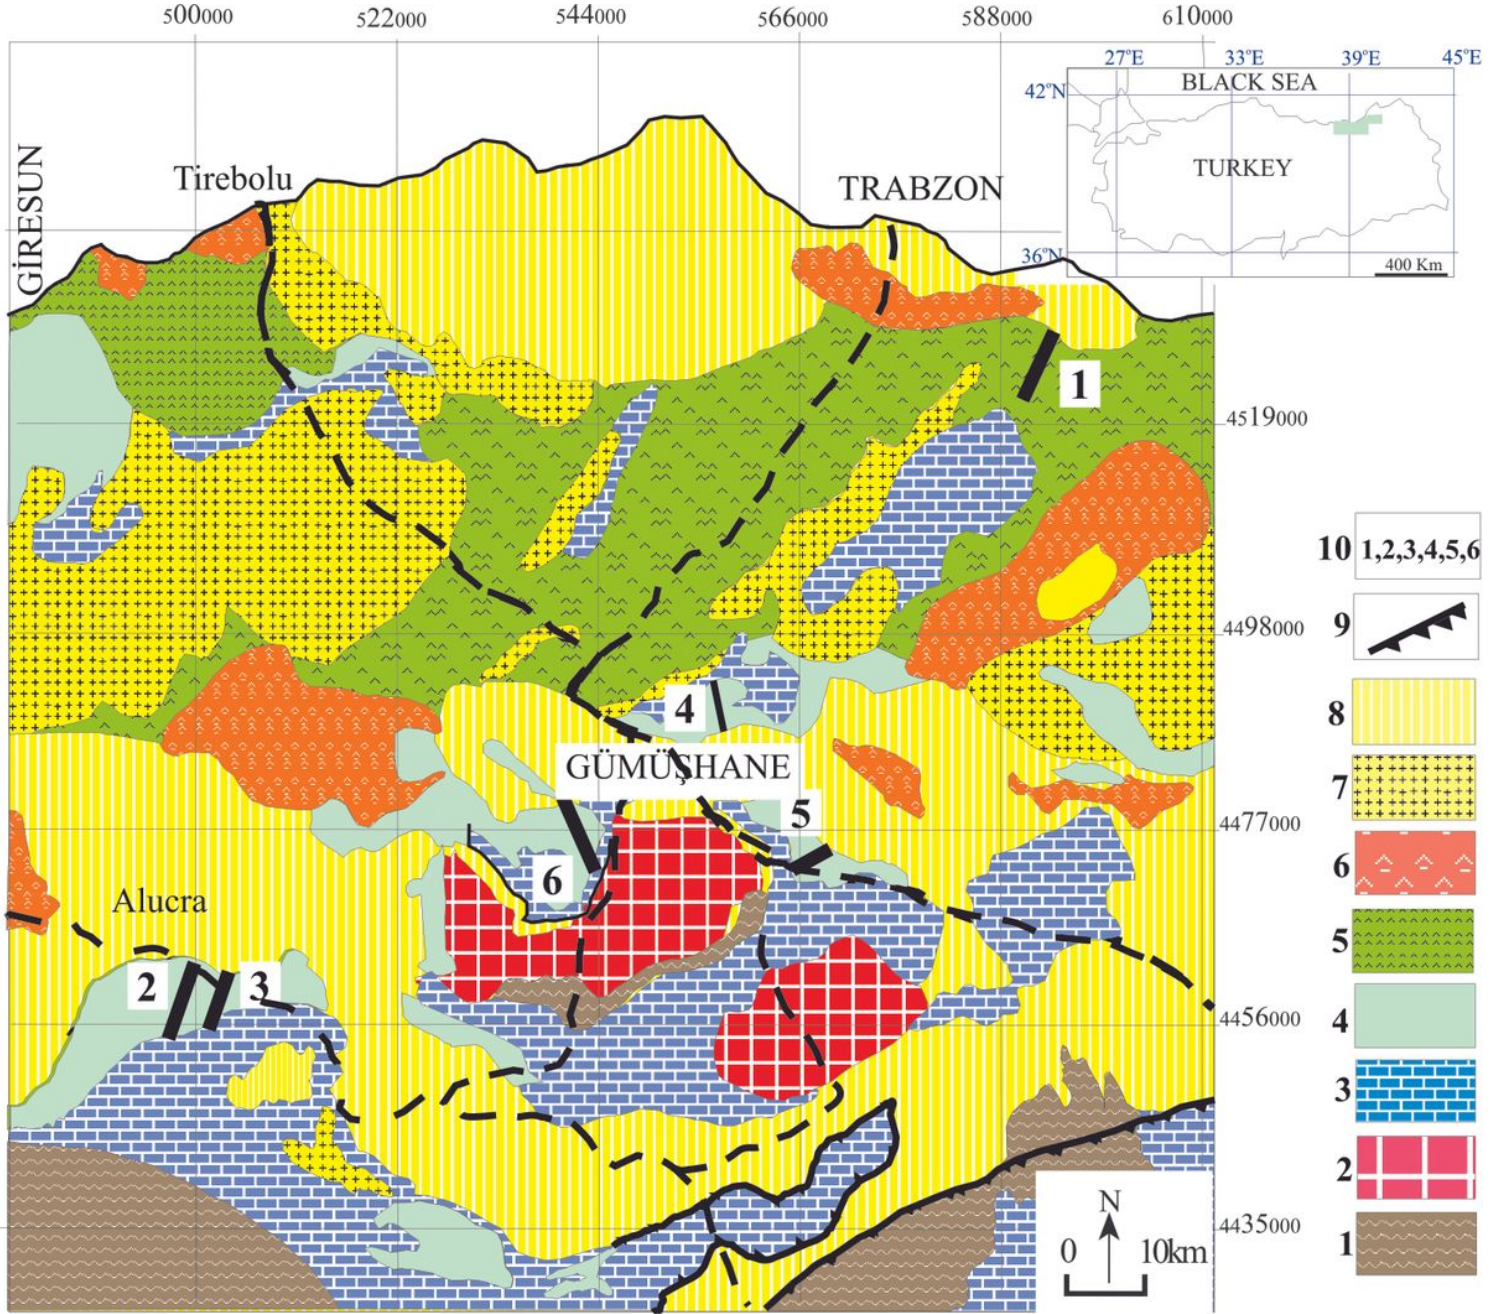 500000 522000 544000 566000 588000 610000
27°E 33°E 39°E 45°E
42°N
BLACK SEA
TURKEY
36°N
400 Km
GİRESUN
Tirebolu
TRABZON
1
4519000
10 1,2,3,4,5,6
9
4498000
4
8
GÜMÜŞHANE
7
5
4477000
6
6
Alucra
5
2 3
4456000
4
3
2
N
4435000
0 10km
1